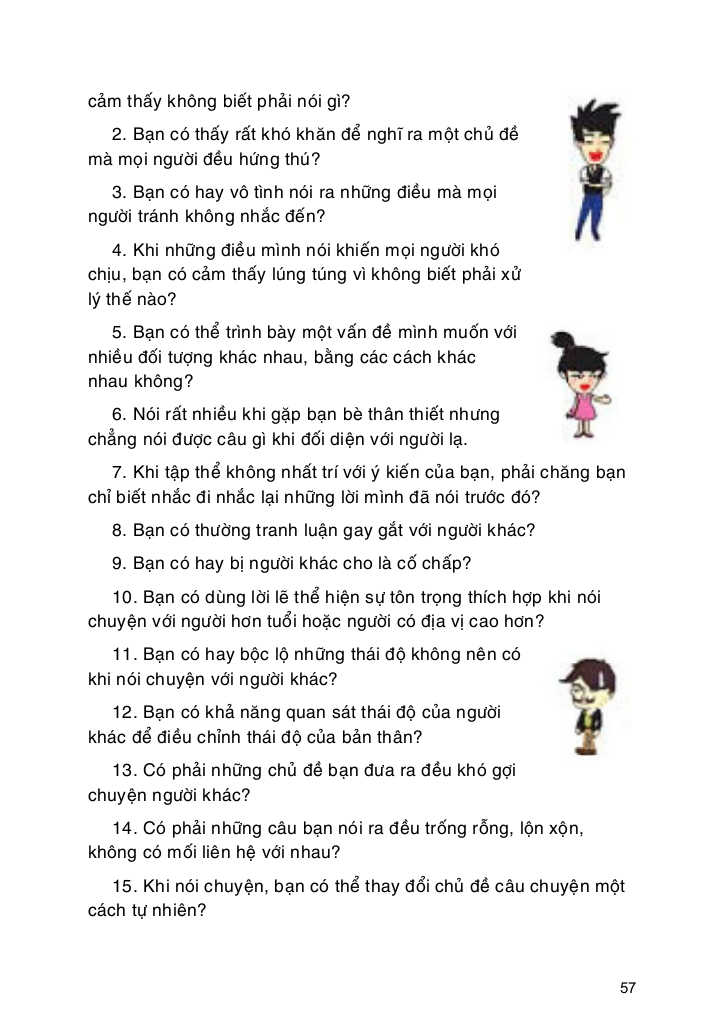 cảm thấy không biết phải nói gì?
2. Bạn có thấy rất khó khăn để nghĩ ra một chủ đề
mà mọi người đều hứng thú?
3. Bạn có hay vô tình nói ra những điều mà mọi
người tránh không nhắc đến?
4. Khi những điều mình nói khiến mọi người khó
chịu, bạn có cảm thấy lúng túng vì không biết phải xử
lý thế nào?
5. Bạn có thể trình bày một vấn đề mình muốn với
nhiều đối tượng khác nhau, bằng các cách khác
nhau không?
6. Nói rất nhiều khi gặp bạn bè thân thiết nhưng
chẳng nói được câu gì khi đối diện với người lạ.
7. Khi tập thể không nhất trí với ý kiến của bạn, phải chăng bạn
chỉ biết nhắc đi nhắc lại những lời mình đã nói trước đó?
8. Bạn có thường tranh luận gay gắt với người khác?
9. Bạn có hay bị người khác cho là cố chấp?
10. Bạn có dùng lời lẽ thể hiện sự tôn trọng thích hợp khi nói
chuyện với người hơn tuổi hoặc người có địa vị cao hơn?
11. Bạn có hay bộc lộ những thái độ không nên có
khi nói chuyện với người khác?
12. Bạn có khả năng quan sát thái độ của người
khác để điều chỉnh thái độ của bản thân?
13. Có phải những chủ đề bạn đưa ra đều khó gợi
chuyện người khác?
14. Có phải những câu bạn nói ra đều trống rỗng, lộn xộn,
không có mối liên hệ với nhau?
15. Khi nói chuyện, bạn có thể thay đổi chủ đề câu chuyện một
cách tự nhiên?
57